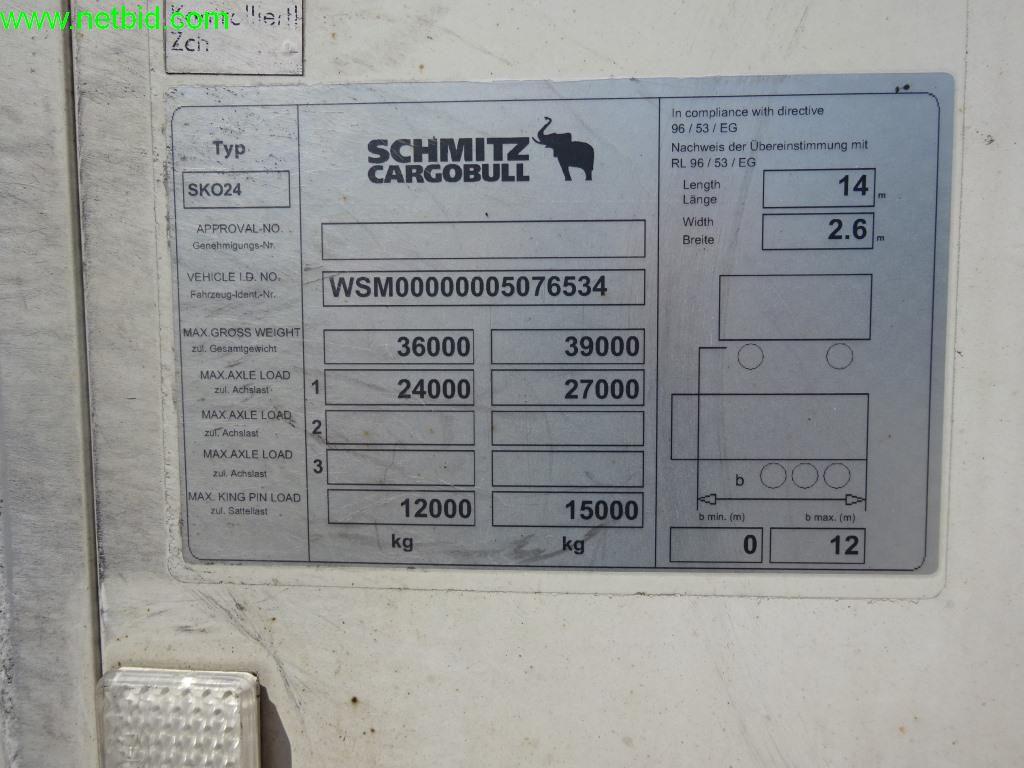 www.netbid.com
Zch
Typ
SKO24
SCHMITZ
CARGOBULL
APPROVAL-NO.
Genehmigungs-Nr.
VEHICLE I.D. NO.
Fahrzeug-Ident.-Nr.
WSM00000005076534
MAX.GROSS WEIGHT
zul. Gesamtgewicht
36000 39000
MAX.AXLE LOAD
zul. Achslast
1 24000 27000
MAX.AXLE LOAD
zul. Achslast
2
MAX.AXLE LOAD
zul. Achslast
3
MAX. KING PIN LOAD
zul. Sattellast
12000 15000
kg kg
In compliance with directive
96 / 53 / EG
Nachweis der Übereinstimmung mit
RL 96 / 53 / EG
Length
Länge
14 m
Width
Breite
2.6 m
b
b min. (m) b max. (m)
0 12